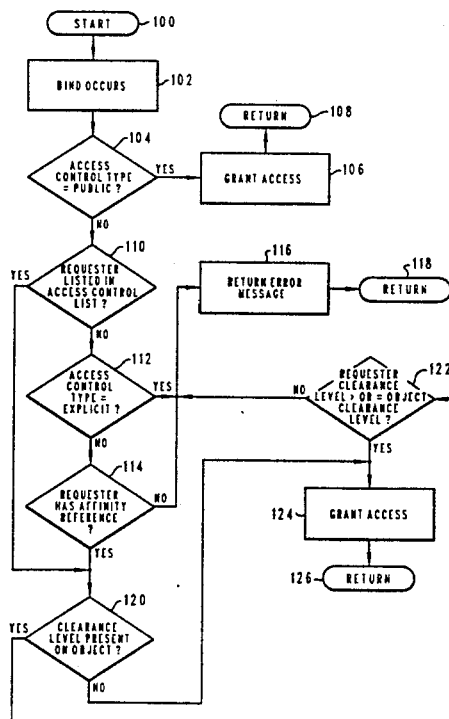 START
100
BIND OCCURS
102
104
ACCESS
CONTROL TYPE
= PUBLIC ?
YES
NO
RETURN
108
GRANT ACCESS
106
110
YES
REQUESTER
LISTED IN
ACCESS CONTROL
LIST ?
NO
116
RETURN ERROR
MESSAGE
118
RETURN
112
ACCESS
CONTROL
TYPE =
EXPLICIT ?
YES
NO
122
REQUESTER
CLEARANCE
LEVEL > OR = OBJECT
CLEARANCE
LEVEL ?
NO
YES
114
REQUESTER
HAS AFFINITY
REFERENCE
?
NO
YES
124
GRANT ACCESS
126
RETURN
120
YES
CLEARANCE
LEVEL PRESENT
ON OBJECT ?
NO